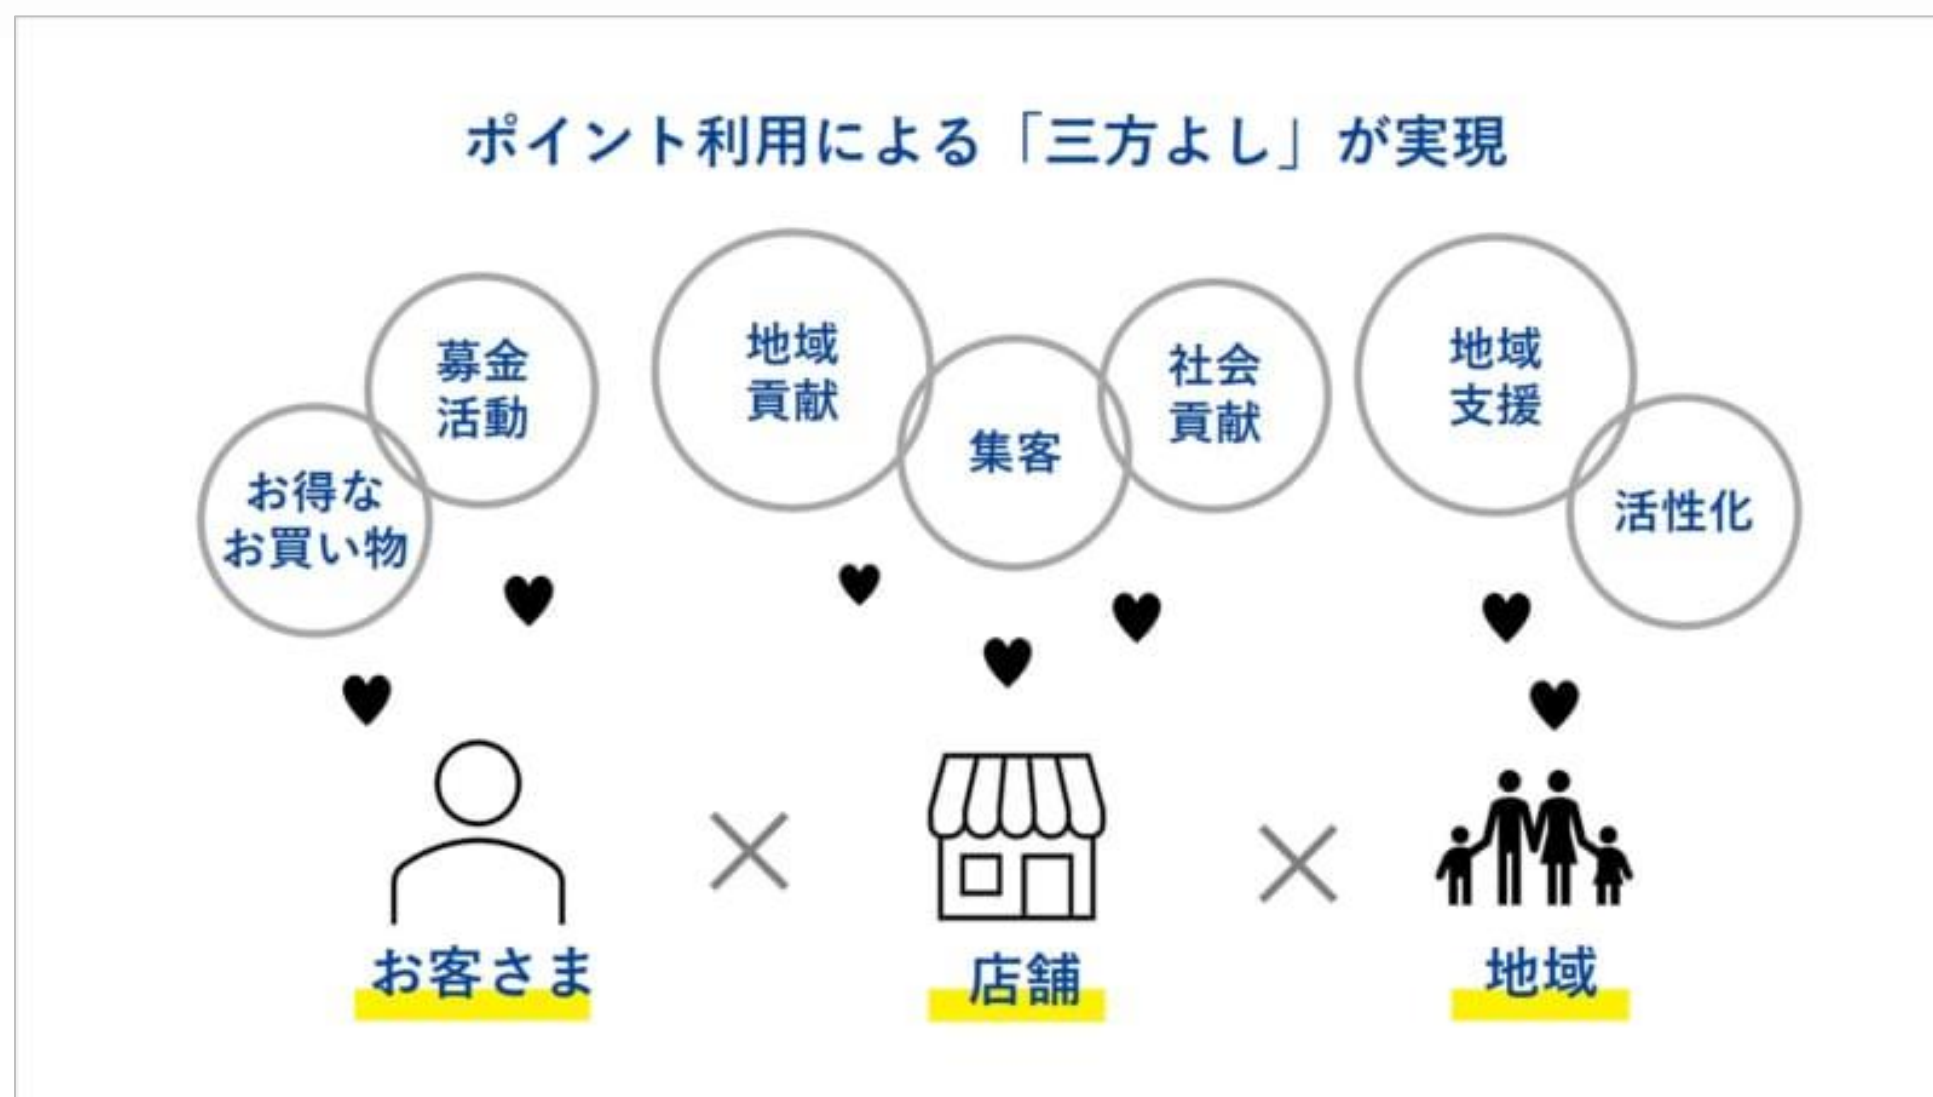 ポイント利用による「三方よし」が実現
お得な
お買い物
募金
活動
地域
貢献
集客
社会
貢献
地域
支援
活性化
お客さま
店舗
地域